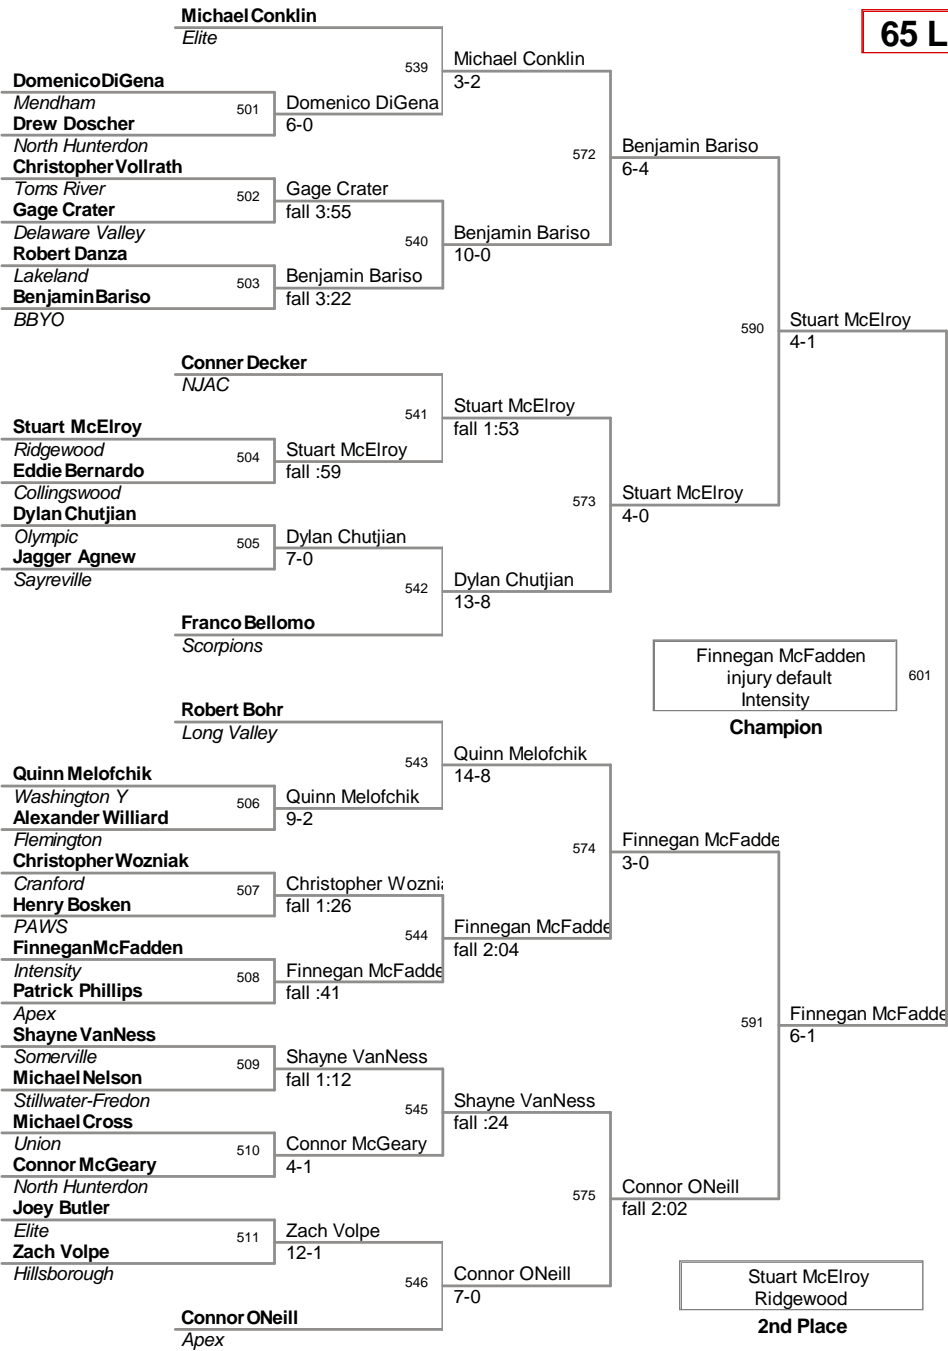 Michael Conklin
Elite
65 L
539
Michael Conklin
3-2
Domenico DiGena
Mendham
501
Domenico DiGena
6-0
Drew Doscher
North Hunterdon
572
Benjamin Bariso
6-4
Christopher Vollrath
Toms River
502
Gage Crater
fall 3:55
Gage Crater
Delaware Valley
540
Benjamin Bariso
10-0
Robert Danza
Lakeland
503
Benjamin Bariso
fall 3:22
Benjamin Bariso
BBYO
590
Stuart McElroy
4-1
Conner Decker
NJAC
541
Stuart McElroy
fall 1:53
Stuart McElroy
Ridgewood
504
Stuart McElroy
fall :59
Eddie Bernardo
Collingswood
573
Stuart McElroy
4-0
Dylan Chutjian
Olympic
505
Dylan Chutjian
7-0
Jagger Agnew
Sayreville
542
Dylan Chutjian
13-8
Franco Bellomo
Scorpions
Finnegan McFadden
injury default
Intensity
601
Champion
Robert Bohr
Long Valley
543
Quinn Melofchik
14-8
Quinn Melofchik
Washington Y
506
Quinn Melofchik
9-2
Alexander Williard
Flemington
574
Finnegan McFadde
3-0
Christopher Wozniak
Cranford
507
Christopher Wozni
fall 1:26
Henry Bosken
PAWS
544
Finnegan McFadde
fall 2:04
Finnegan McFadden
Intensity
508
Finnegan McFadde
fall :41
Patrick Phillips
Apex
591
Finnegan McFadde
6-1
Shayne VanNess
Somerville
509
Shayne VanNess
fall 1:12
Michael Nelson
Stillwater-Fredon
545
Shayne VanNess
fall :24
Michael Cross
Union
510
Connor McGeary
4-1
Connor McGeary
North Hunterdon
575
Connor ONeill
fall 2:02
Joey Butler
Elite
511
Zach Volpe
12-1
Zach Volpe
Hillsborough
546
Connor ONeill
7-0
Connor ONeill
Apex
Stuart McElroy
Ridgewood
2nd Place